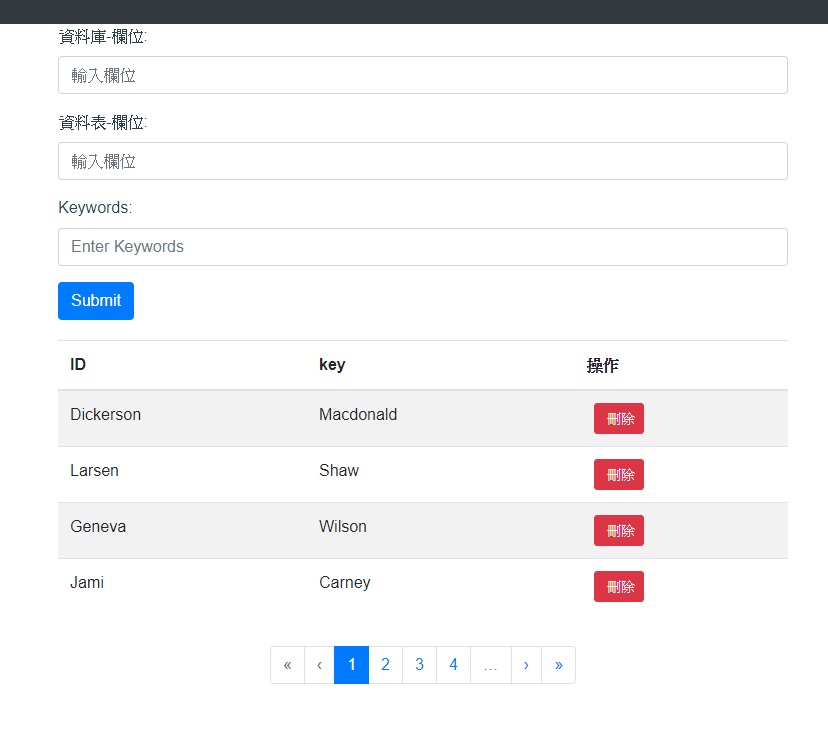 資料庫-欄位:
輸入欄位
資料表-欄位:
輸入欄位
Keywords:
Enter Keywords
Submit
ID key 操作
Dickerson Macdonald 刪除
Larsen Shaw 刪除
Geneva Wilson 刪除
Jami Carney 刪除
« ‹ 1 2 3 4 … › »